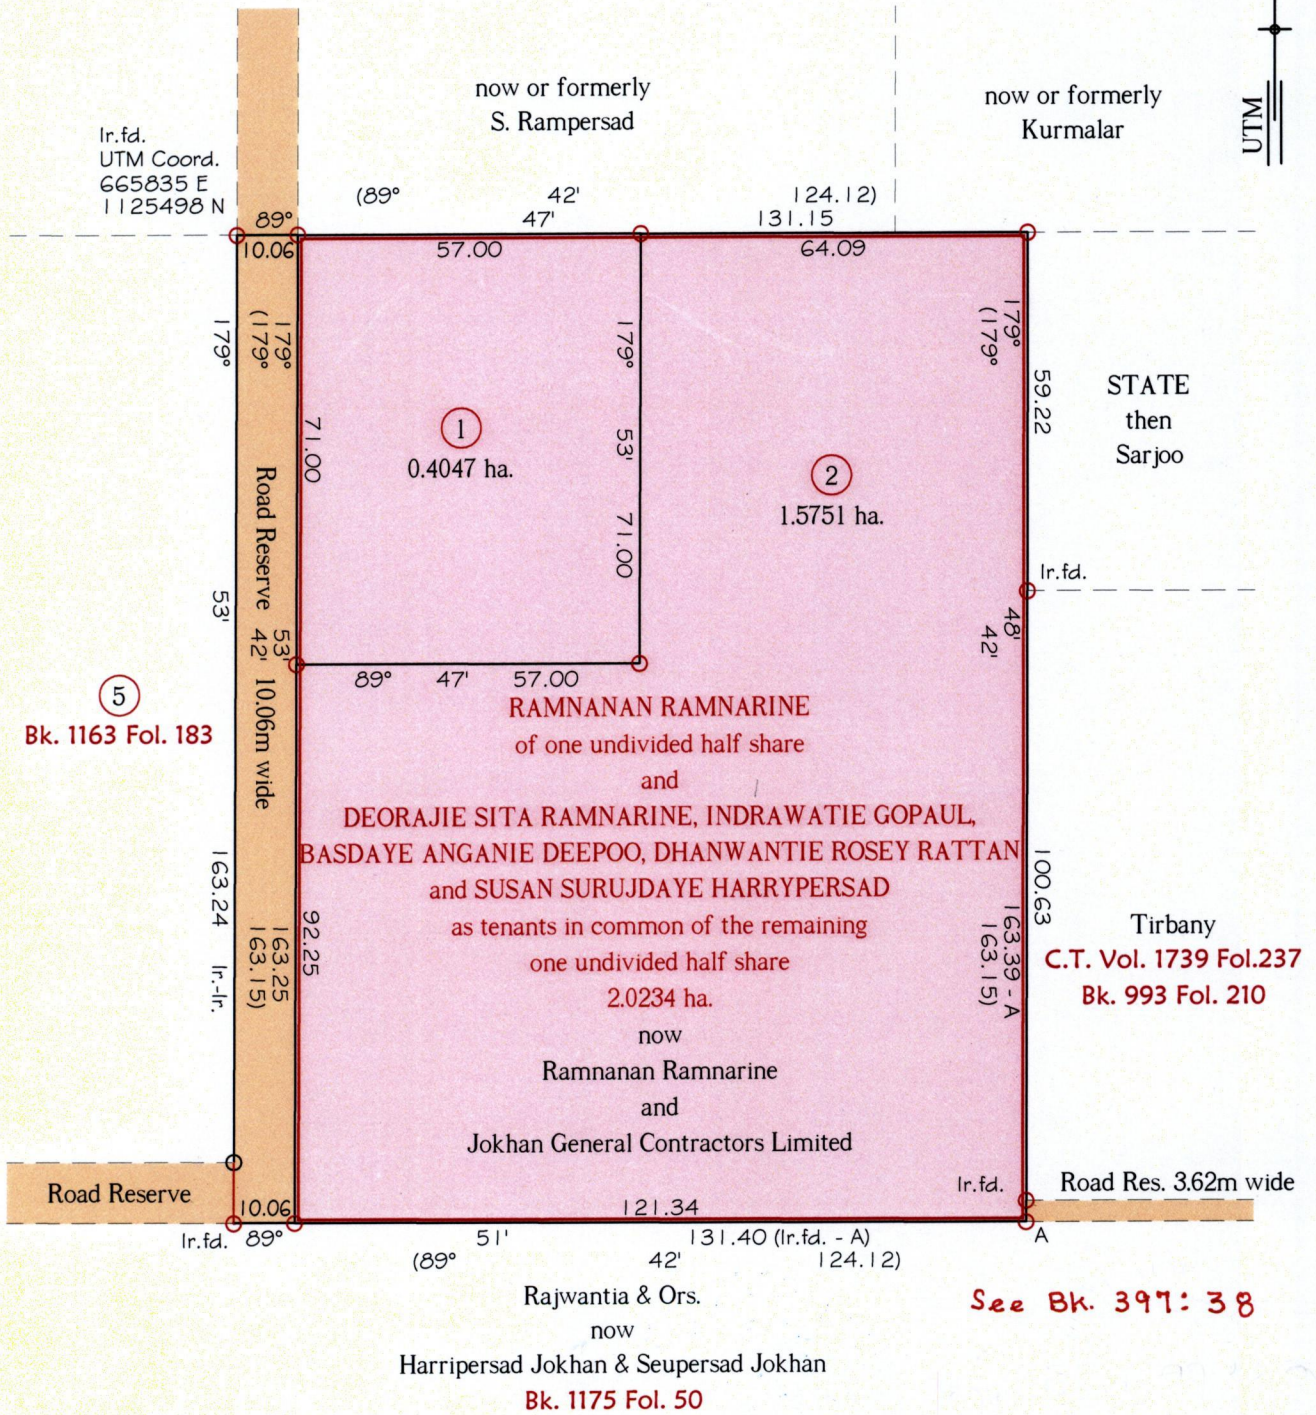 now or formerly
S. Rampersad
now or formerly
Kurmalar
UTM
Ir.fd.
UTM Coord.
665835 E
1125498 N
(89° 42' 124.12)
89° 47' 131.15
10.06
57.00
64.09
179° 53' 163.24 Ir.-Ir.
179° 53' 163.25
(179° 42' 163.15)
71.00
92.25
Road Reserve 10.06m wide
179° 53' 71.00
1
0.4047 ha.
2
1.5751 ha.
179° 48' 163.39 - A
(179° 42' 163.15)
59.22
100.63
STATE
then
Sarjoo
Ir.fd.
89° 47' 57.00
5
Bk. 1163 Fol. 183
RAMNANAN RAMNARINE
of one undivided half share
and
DEORAJIE SITA RAMNARINE, INDRAWATIE GOPAUL,
BASDAYE ANGANIE DEEPOO, DHANWANTIE ROSEY RATTAN
and SUSAN SURUJDAYE HARRYPERSAD
as tenants in common of the remaining
one undivided half share
2.0234 ha.
now
Ramnanan Ramnarine
and
Jokhan General Contractors Limited
Tirbany
C.T. Vol. 1739 Fol.237
Bk. 993 Fol. 210
Road Reserve
Ir.fd.
Road Res. 3.62m wide
10.06
121.34
Ir.fd. 89° 51' 131.40 (Ir.fd. - A)
A
(89° 42' 124.12)
Rajwantia & Ors.
now
Harripersad Jokhan & Seupersad Jokhan
Bk. 1175 Fol. 50
See Bk. 397: 38